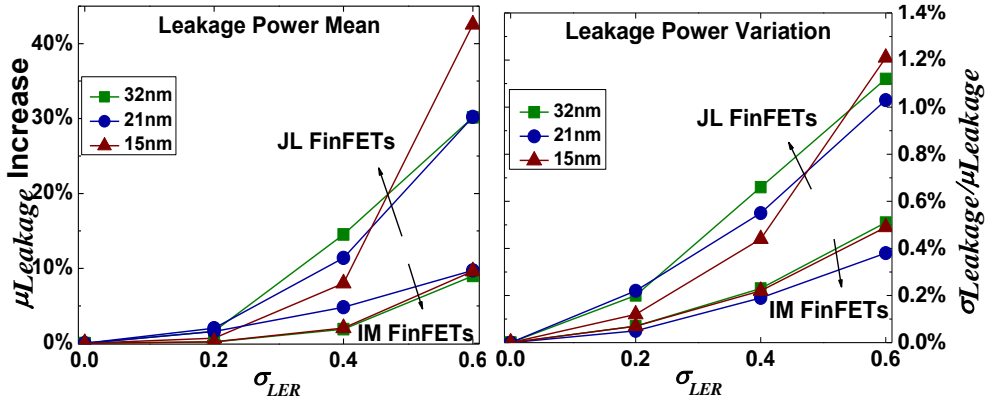 Leakage Power Mean
μLeakage Increase
40%
30%
20%
10%
0%
32nm
21nm
15nm
JL FinFETs
IM FinFETs
0.0 0.2 0.4 0.6
σLER
Leakage Power Variation
32nm
21nm
15nm
JL FinFETs
IM FinFETs
1.4%
1.2%
1.0%
0.8%
0.6%
0.4%
0.2%
0.0%
σLeakage/μLeakage
0.0 0.2 0.4 0.6
σLER